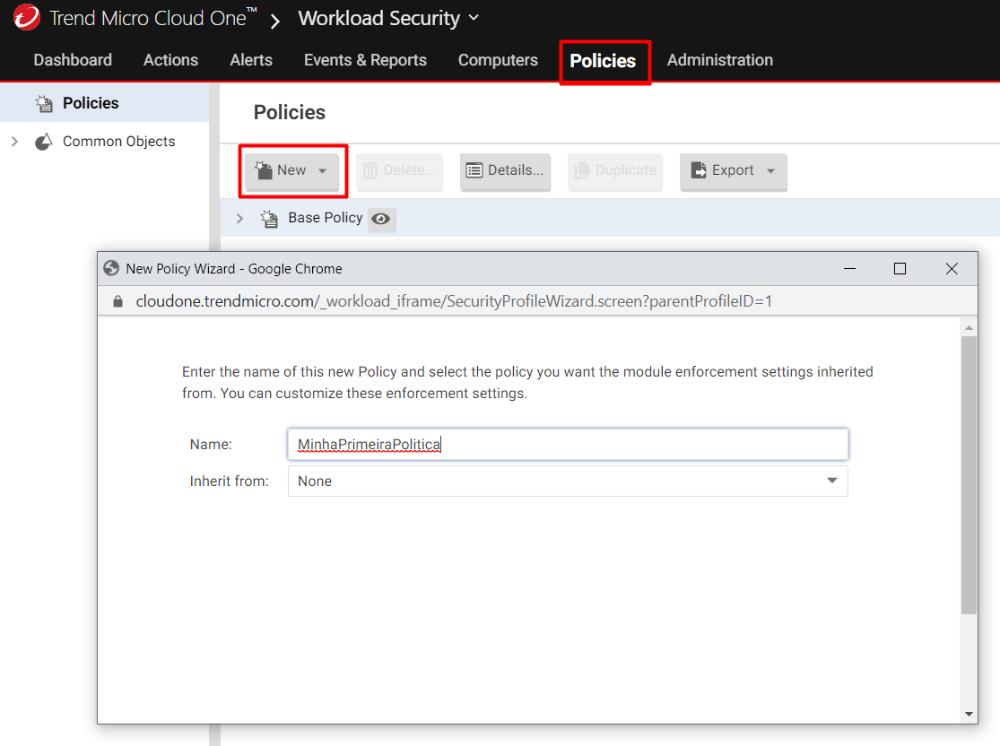 Trend Micro Cloud One™ > Workload Security
Dashboard Actions Alerts Events & Reports Computers Policies Administration
Policies
Common Objects
Policies
New Delete... Details... Duplicate Export
Base Policy
New Policy Wizard - Google Chrome
cloudone.trendmicro.com/_workload_iframe/SecurityProfileWizard.screen?parentProfileID=1
Enter the name of this new Policy and select the policy you want the module enforcement settings inherited
from. You can customize these enforcement settings.
Name: MinhaPrimeiraPolitica
Inherit from: None